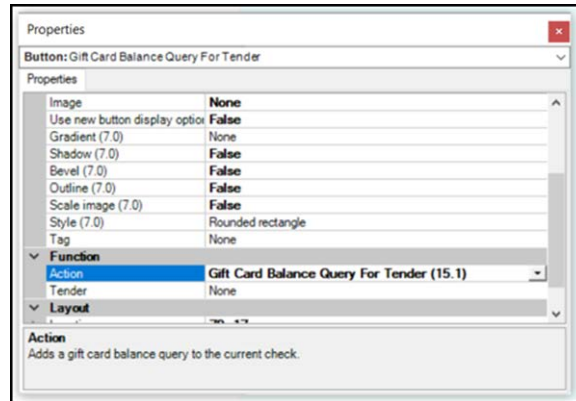 Properties
Button: Gift Card Balance Query For Tender
Properties
Image None
Use new button display optior False
Gradient (7.0) None
Shadow (7.0) False
Bevel (7.0) False
Outline (7.0) False
Scale image (7.0) False
Style (7.0) Rounded rectangle
Tag None
Function
Action Gift Card Balance Query For Tender (15.1)
Tender None
Layout
Action
Adds a gift card balance query to the current check.